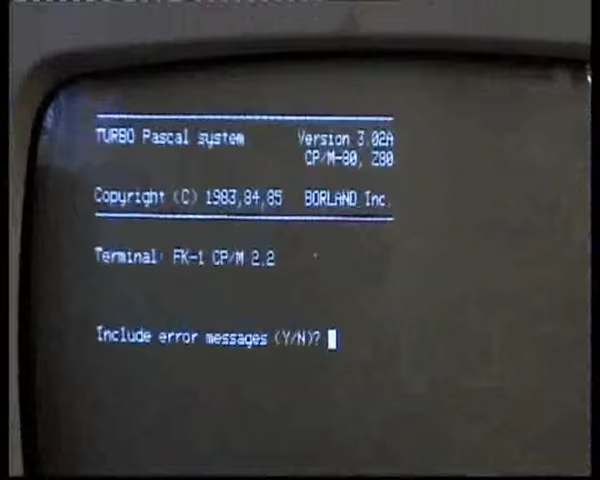 TURBO Pascal system Version 3.02A
CP/M-80, Z80
Copyright (C) 1983,84,85 BORLAND Inc.
Terminal: FK-1 CP/M 2.2
Include error messages (Y/N)?